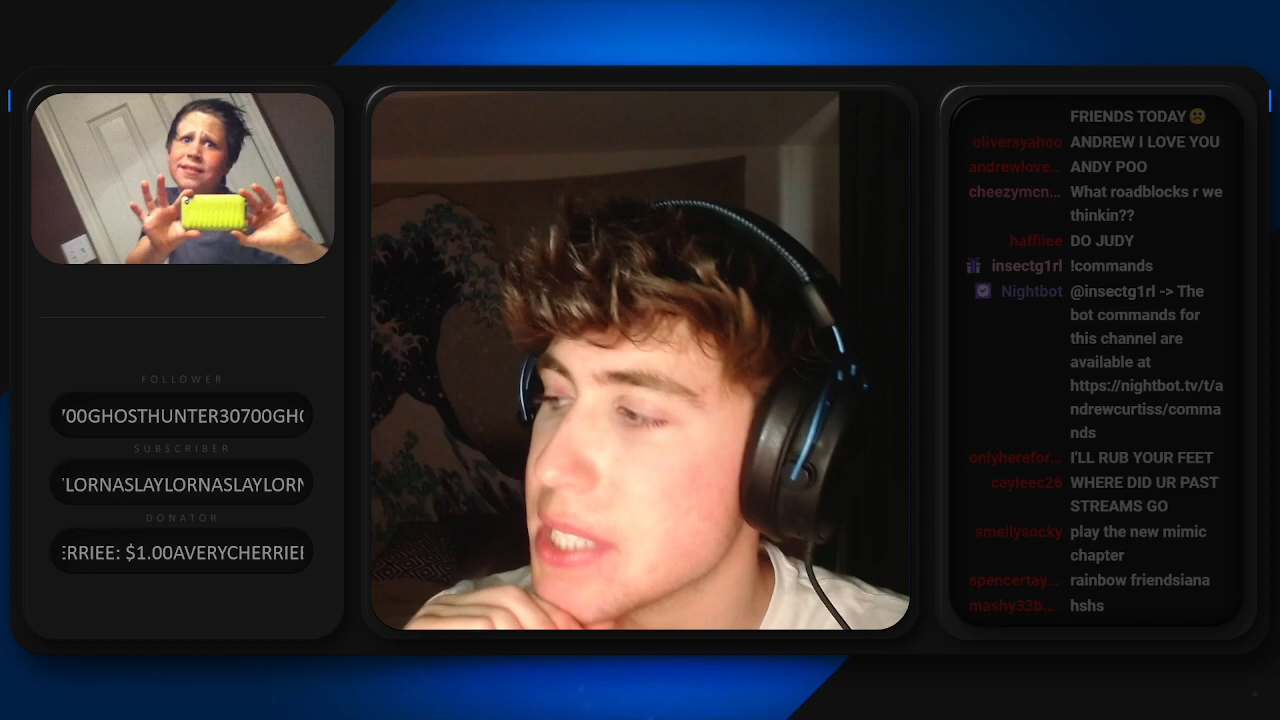 FOLLOWER
'00GHOSTHUNTER30700GHO
SUBSCRIBER
'LORNASLAYLORNASLAYLORN
DONATOR
ERRIEE: $1.00AVERYCHERRIEE
FRIENDS TODAY☹️
oliversyahoo ANDREW I LOVE YOU
andrewlove... ANDY POO
cheezymcn... What roadblocks r we
thinkin??
haffiiee DO JUDY
insectg1rl !commands
Nightbot @insectg1rl -> The
bot commands for
this channel are
available at
https://nightbot.tv/t/a
ndrewcurtiss/comma
nds
onlyherefor... I'LL RUB YOUR FEET
cayleec26 WHERE DID UR PAST
STREAMS GO
smellysocky play the new mimic
chapter
spencertay... rainbow friendsiana
mashy33b... hshs